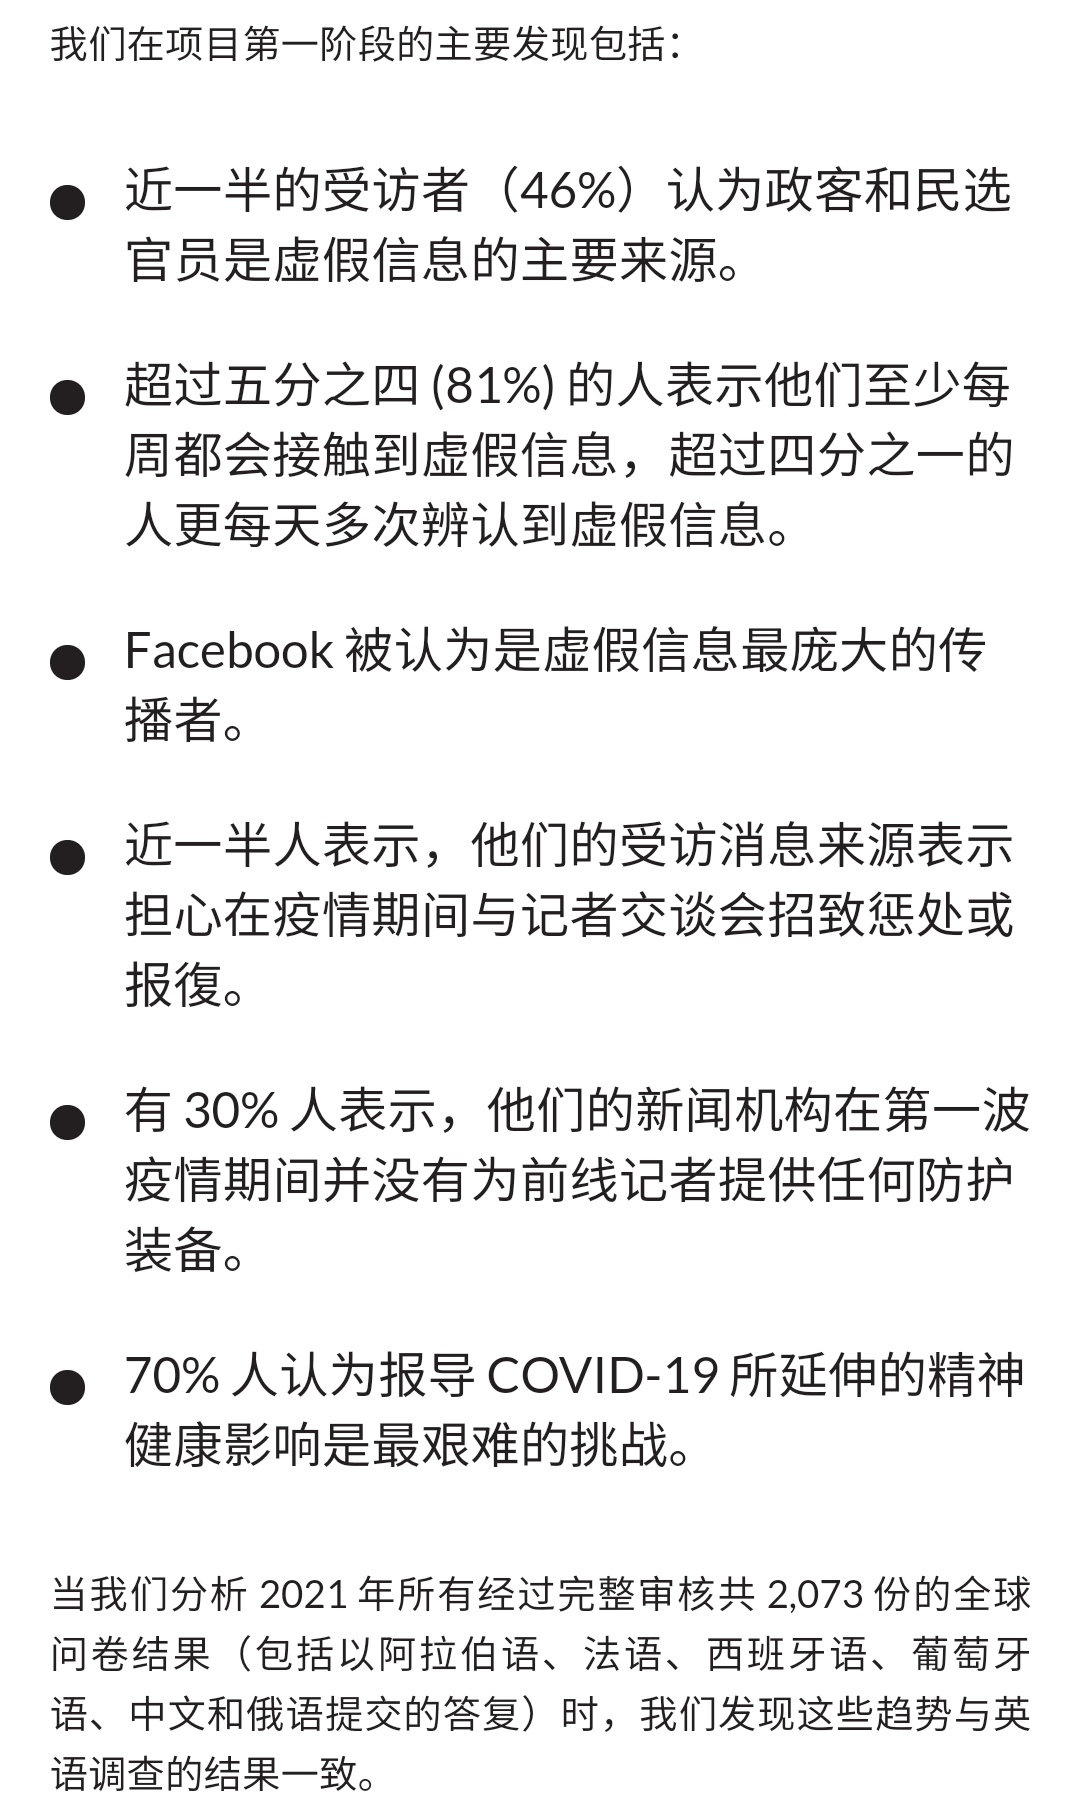 我们在项目第一阶段的主要发现包括：
● 近一半的受访者（46%）认为政客和民选
官员是虚假信息的主要来源。
● 超过五分之四 (81%) 的人表示他们至少每
周都会接触到虚假信息，超过四分之一的
人更每天多次辨认到虚假信息。
● Facebook 被认为是虚假信息最庞大的传
播者。
● 近一半人表示，他们的受访消息来源表示
担心在疫情期间与记者交谈会招致惩处或
报復。
● 有 30% 人表示，他们的新闻机构在第一波
疫情期间并没有为前线记者提供任何防护
装备。
● 70% 人认为报导 COVID-19 所延伸的精神
健康影响是最艰难的挑战。
当我们分析 2021 年所有经过完整审核共 2,073 份的全球
问卷结果（包括以阿拉伯语、法语、西班牙语、葡萄牙
语、中文和俄语提交的答复）时，我们发现这些趋势与英
语调查的结果一致。